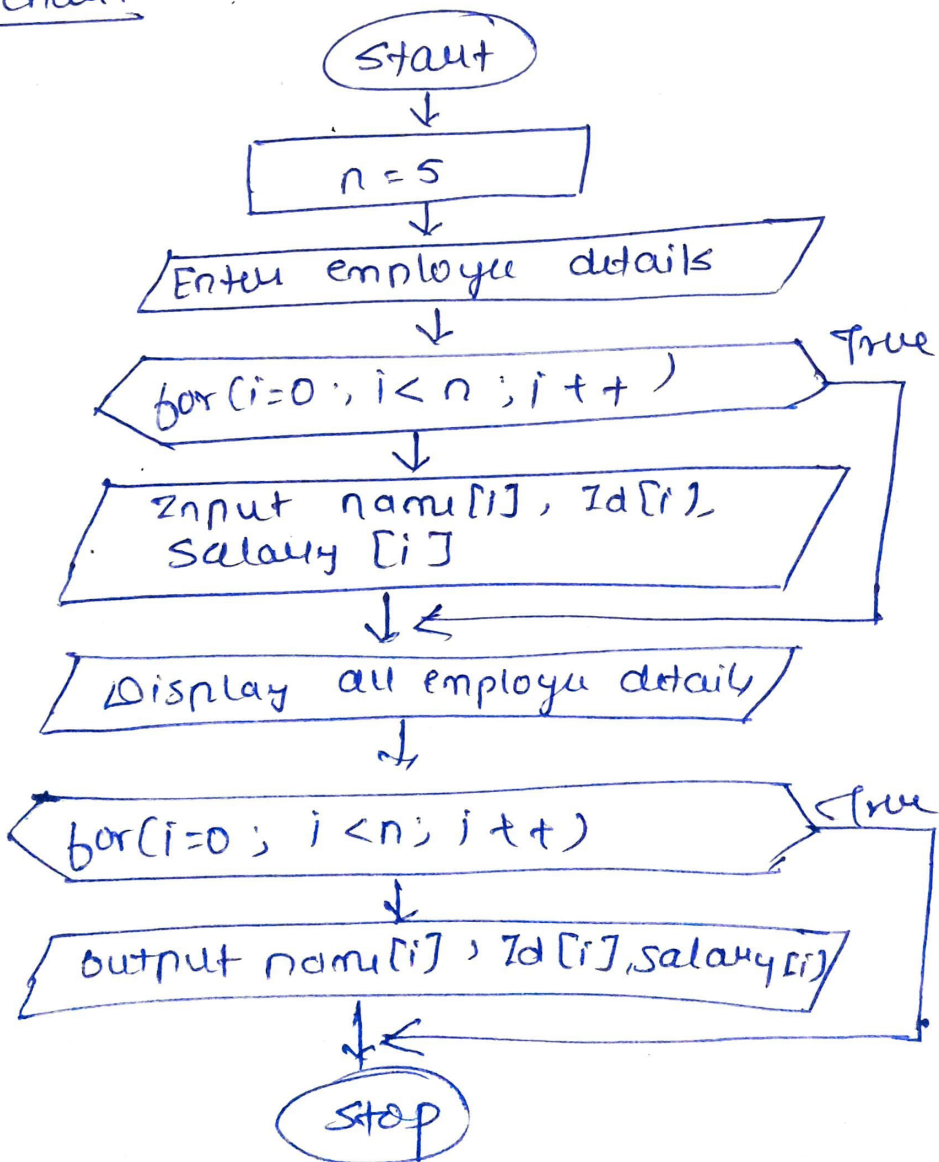 Start
n = 5
Enter employee details
True
for(i=0; i<n; i++)
Input name[i], Id[i],
Salary [i]
Display all employee details
True
for(i=0; i<n; i++)
output name[i], Id[i], salary[i]
Stop